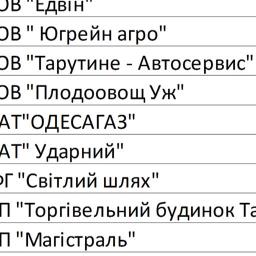 ОВ "Едвін"
ОВ " Югрейн агро"
ОВ "Тарутине - Автосервис"
ОВ "Плодоовощ Уж"
АТ"ОДЕСАГАЗ"
АТ" Ударний"
ФГ "Світлий шлях"
П "Торгівельний будинок Та
П "Магістраль"